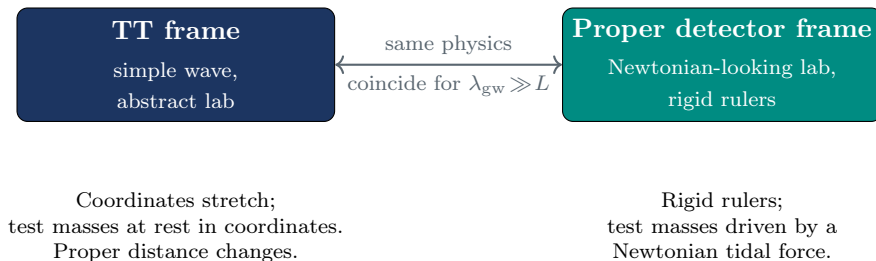 TT frame
simple wave,
abstract lab
same physics
coincide for λgw ≫ L
Proper detector frame
Newtonian-looking lab,
rigid rulers
Coordinates stretch;
test masses at rest in coordinates.
Proper distance changes.
Rigid rulers;
test masses driven by a
Newtonian tidal force.